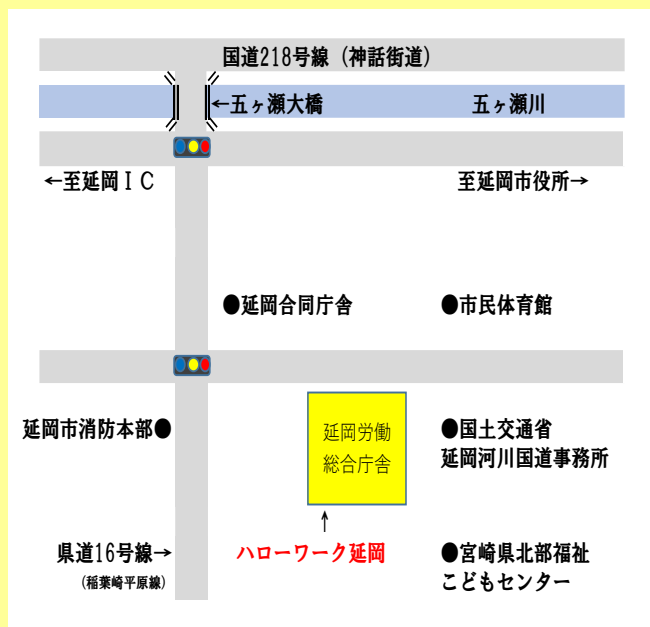 国道218号線（神話街道）
←五ヶ瀬大橋
五ヶ瀬川
←至延岡ＩＣ
至延岡市役所→
●延岡合同庁舎
●市民体育館
延岡市消防本部●
延岡労働
総合庁舎
●国土交通省
延岡河川国道事務所
↑
県道16号線→
(稲葉崎平原線)
ハローワーク延岡
●宮崎県北部福祉
こどもセンター